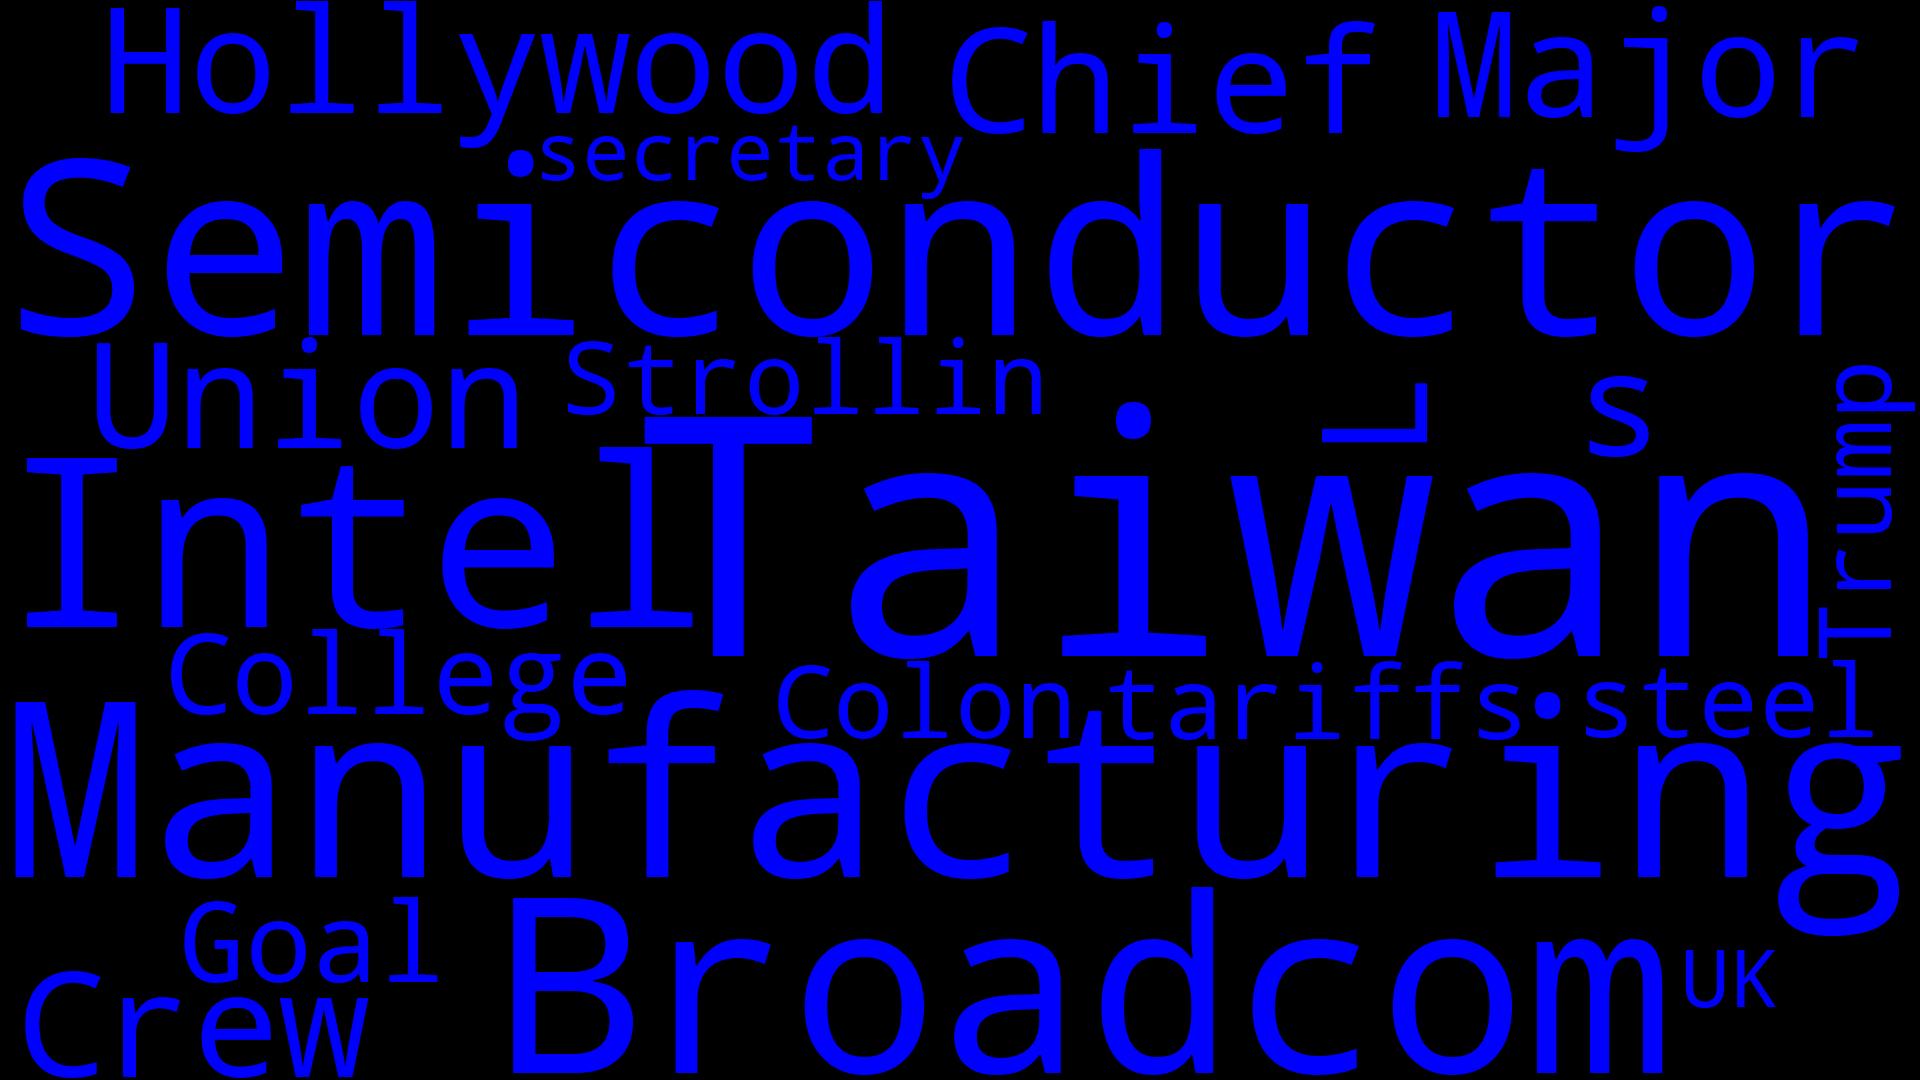 Hollywood Chief Major
secretary
Semiconductor
Union Strollin L s
Trump
Intel Taiwan
College Colon tariffs steel
Manufacturing
Goal
Crew Broadcom UK